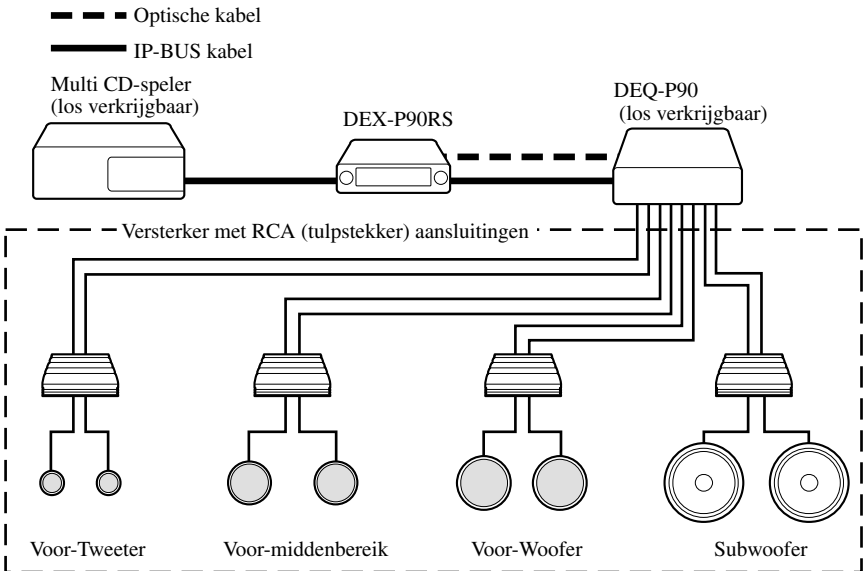 Optische kabel
IP-BUS kabel
Multi CD-speler
(los verkrijgbaar)
DEX-P90RS
DEQ-P90
(los verkrijgbaar)
Versterker met RCA (tulpstekker) aansluitingen
Voor-Tweeter
Voor-middenbereik
Voor-Woofer
Subwoofer